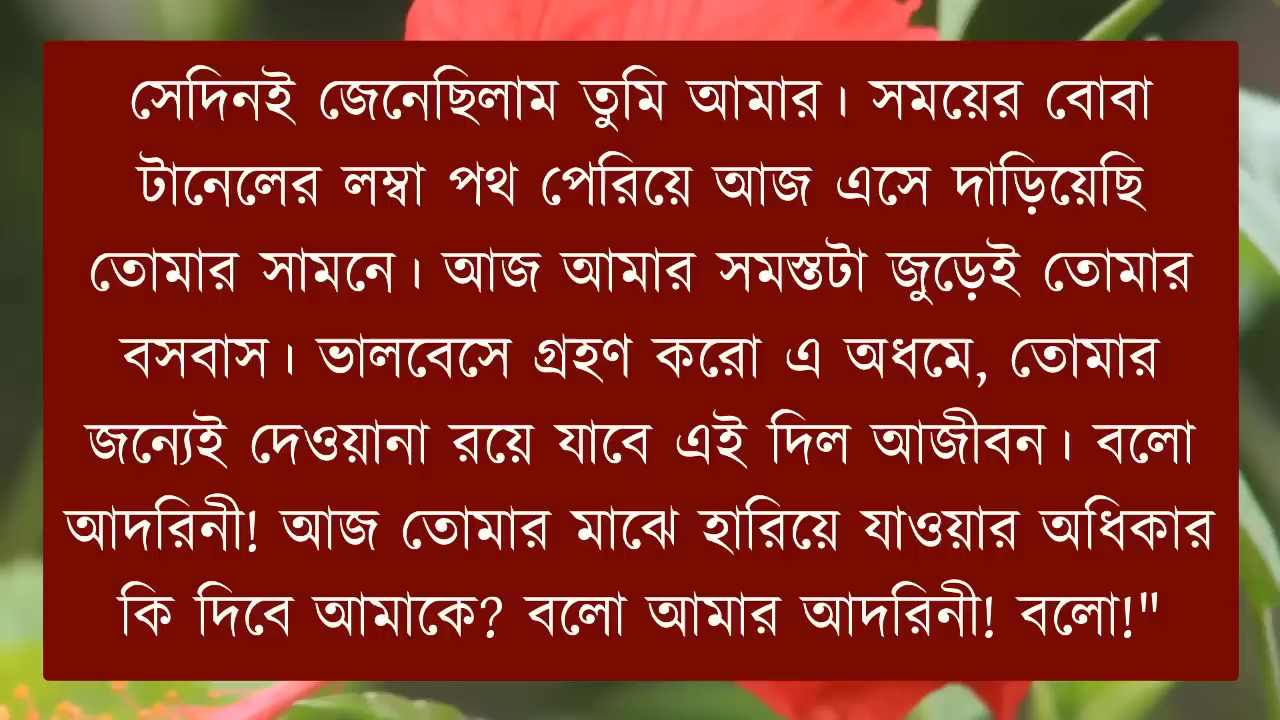 সেদিনই জেনেছিলাম তুমি আমার। সময়ের বোবা
টানেলের লম্বা পথ পেরিয়ে আজ এসে দাড়িয়েছি
তোমার সামনে। আজ আমার সমস্তটা জুড়েই তোমার
বসবাস। ভালবেসে গ্রহণ করো এ অধমে, তোমার
জন্যেই দেওয়ানা রয়ে যাবে এই দিল আজীবন। বলো
আদরিনী! আজ তোমার মাঝে হারিয়ে যাওয়ার অধিকার
কি দিবে আমাকে? বলো আমার আদরিনী! বলো!"